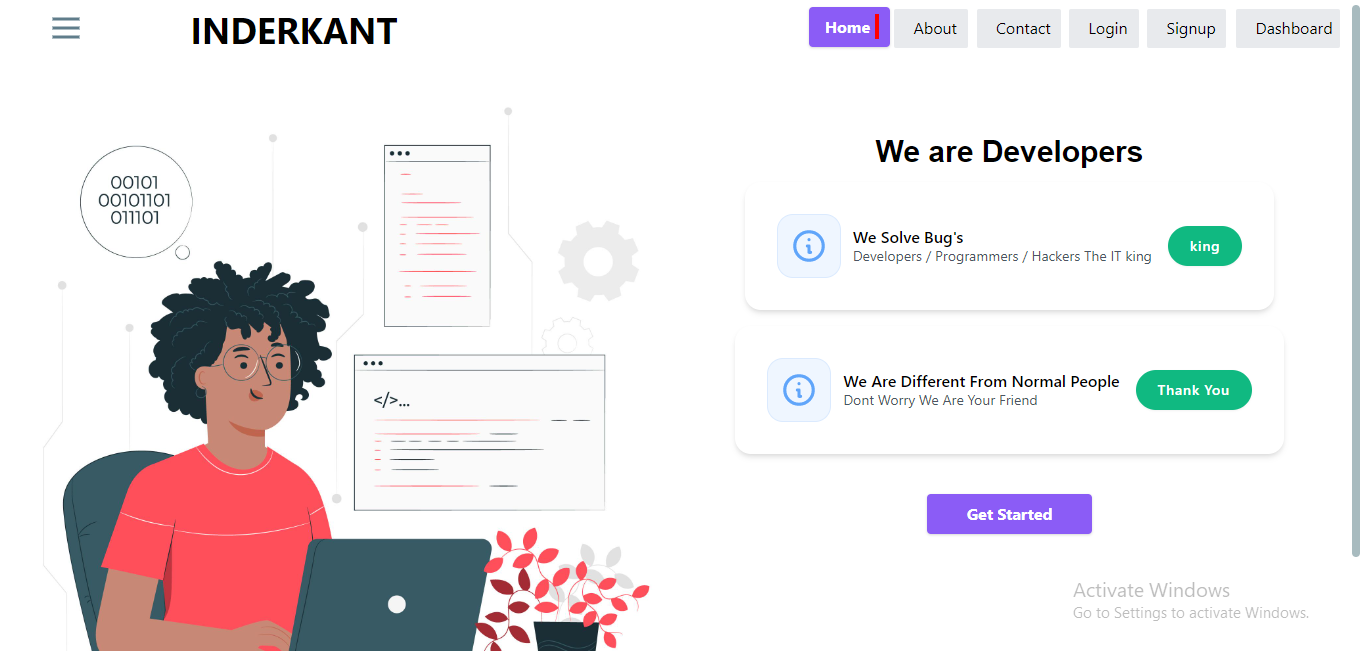 INDERKANT
Home
About
Contact
Login
Signup
Dashboard
00101
00101101
011101
</>...
We are Developers
We Solve Bug's
Developers / Programmers / Hackers The IT king
king
We Are Different From Normal People
Dont Worry We Are Your Friend
Thank You
Get Started
Activate Windows
Go to Settings to activate Windows.